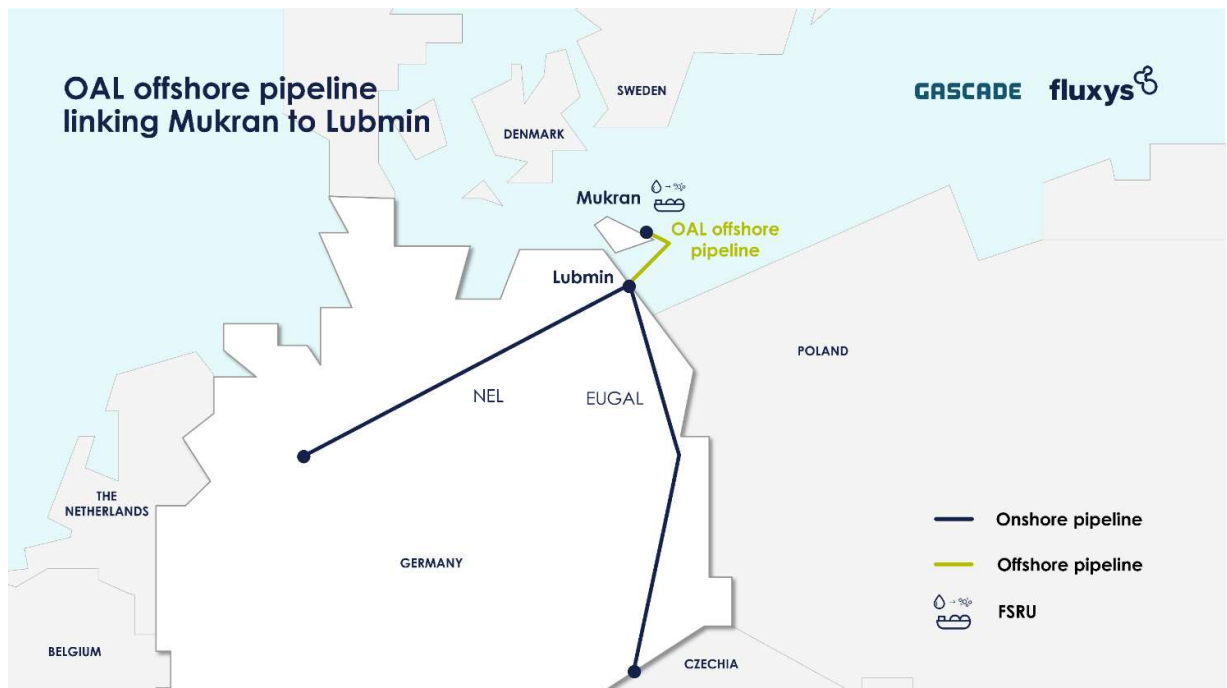 OAL offshore pipeline
linking Mukran to Lubmin
GASCADE
fluxys
SWEDEN
DENMARK
Mukran
OAL offshore
pipeline
Lubmin
POLAND
NEL
EUGAL
THE
NETHERLANDS
Onshore pipeline
GERMANY
Offshore pipeline
FSRU
BELGIUM
CZECHIA